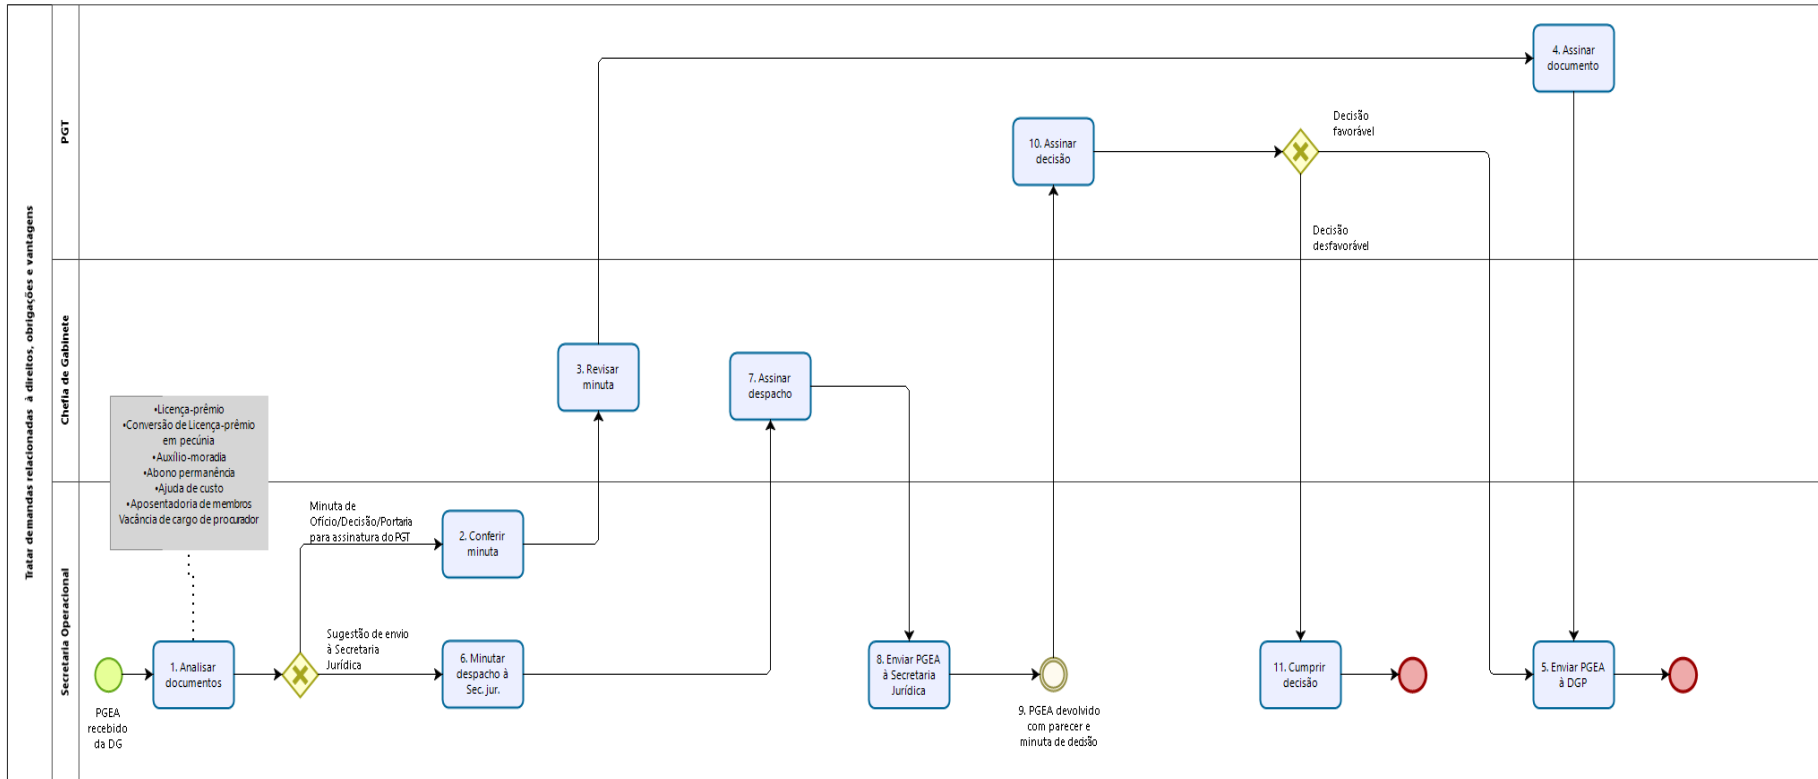 Tratar demandas relacionadas à direitos, obrigações e vantagens
PGT
4. Assinar
documento
10. Assinar
decisão
Decisão
favorável
Decisão
desfavorável
Chefia de Gabinete
3. Revisar
minuta
7. Assinar
despacho
•Licença-prêmio
•Conversão de Licença-prêmio
em pecúnia
•Auxílio-moradia
•Abono permanência
•Ajuda de custo
•Aposentadoria de membros
Vacância de cargo de procurador
Secretaria Operacional
Minuta de
Ofício/Decisão/Portaria
para assinatura do PGT
2. Conferir
minuta
PGEA
recebido
da DG
1. Analisar
documentos
Sugestão de envio
à Secretaria
Jurídica
6. Minutar
despacho à
Sec. jur.
8. Enviar PGEA
à Secretaria
Jurídica
9. PGEA devolvido
com parecer e
minuta de decisão
11. Cumprir
decisão
5. Enviar PGEA
à DGP